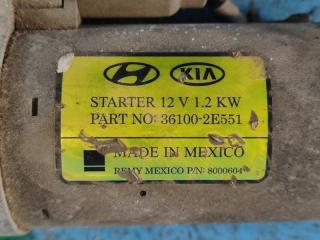 KIA
STARTER 12 V 1.2 KW
PART NO: 36100-2E551
MADE IN MEXICO
REMY MEXICO P/N: 8000604